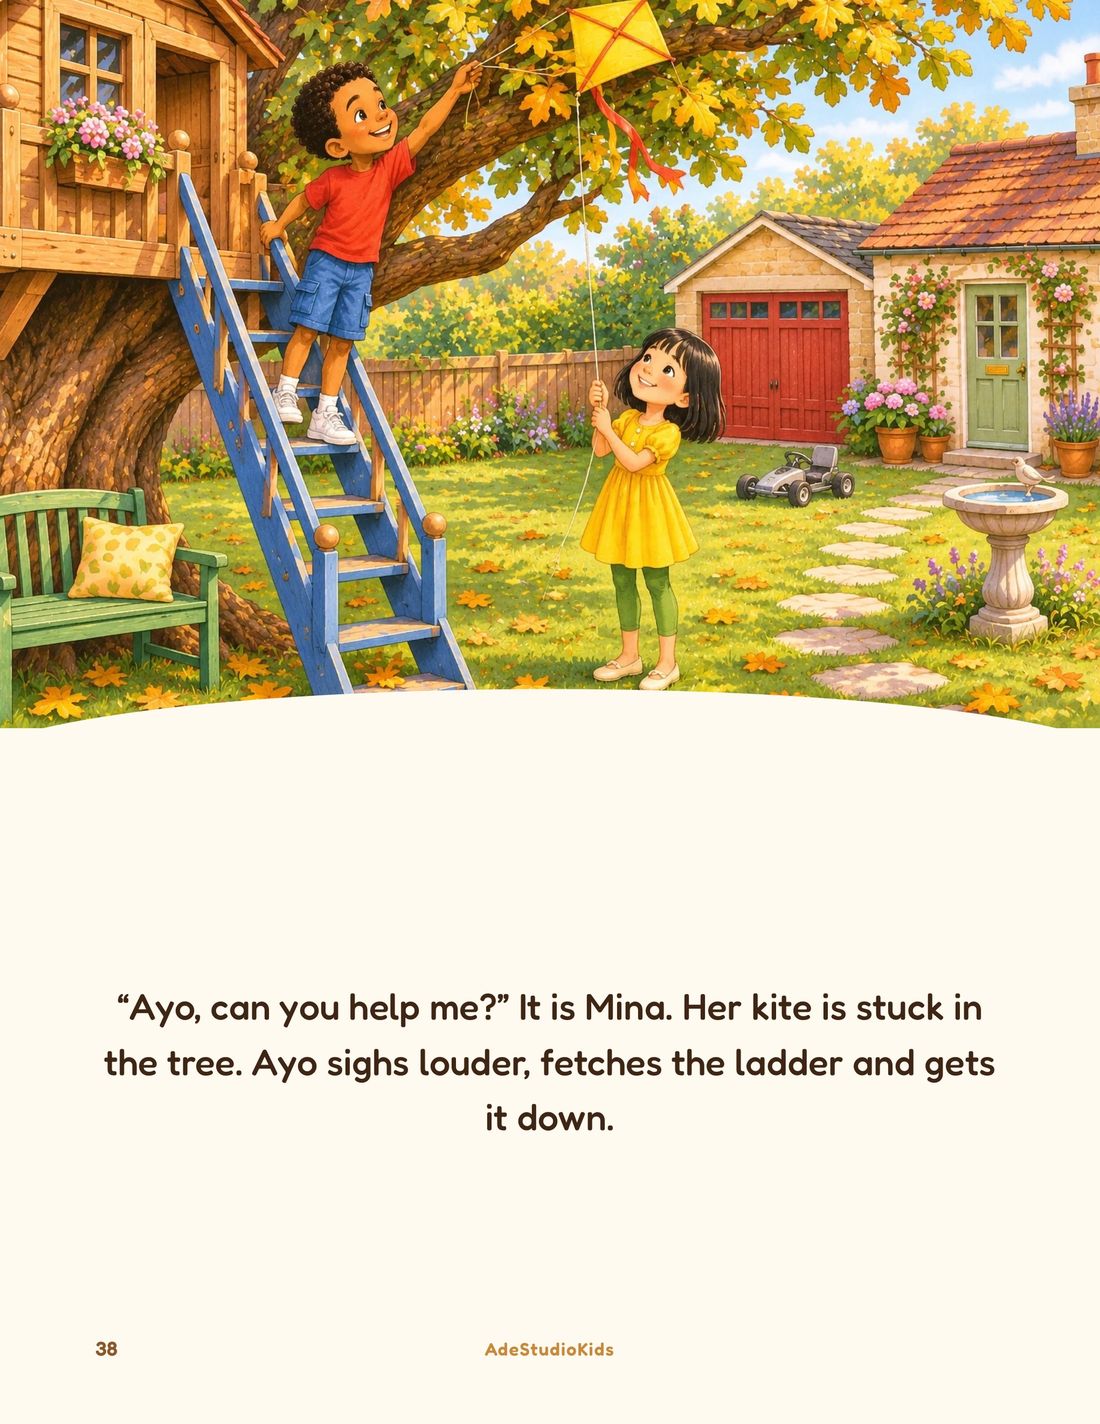 “Ayo, can you help me?” It is Mina. Her kite is stuck in
the tree. Ayo sighs louder, fetches the ladder and gets
it down.
38
AdeStudioKids